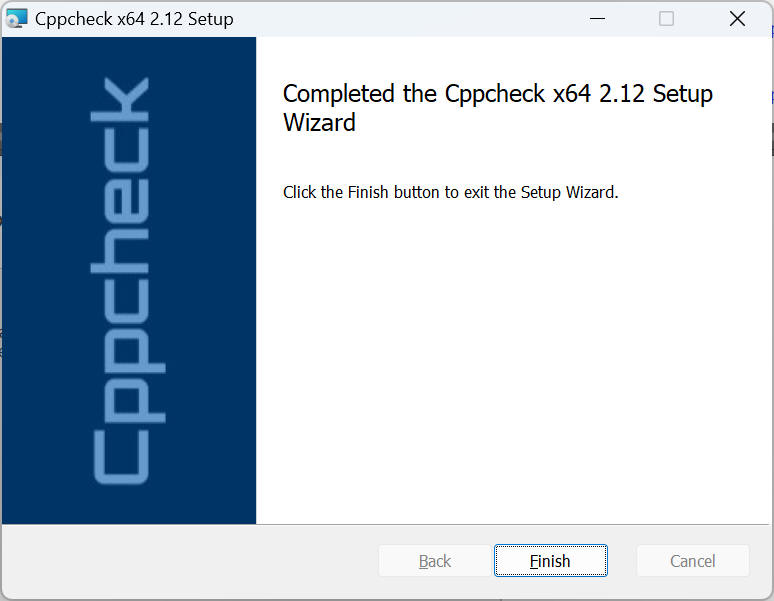 Cppcheck x64 2.12 Setup
Cppcheck
Completed the Cppcheck x64 2.12 Setup
Wizard
Click the Finish button to exit the Setup Wizard.
Back
Finish
Cancel